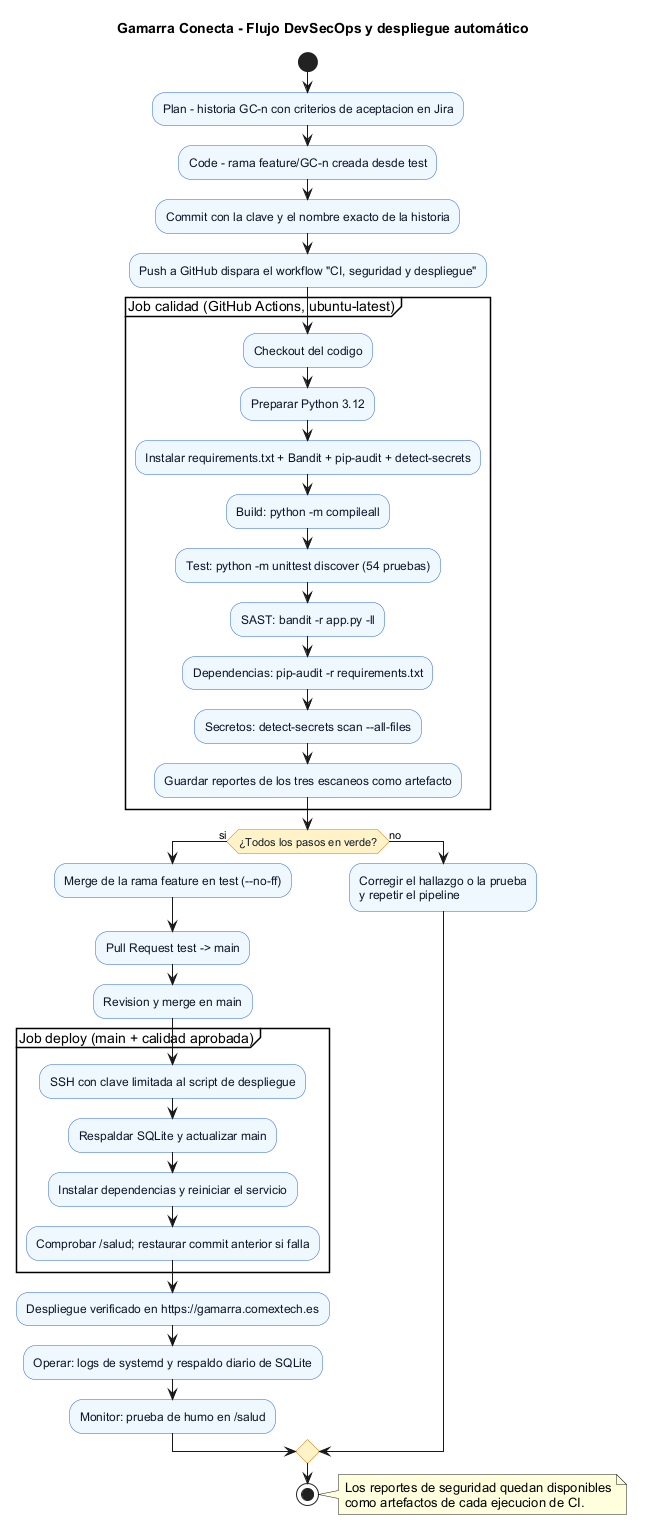 Gamarra Conecta - Flujo DevSecOps y despliegue automático
Plan - historia GC-n con criterios de aceptacion en Jira
Code - rama feature/GC-n creada desde test
Commit con la clave y el nombre exacto de la historia
Push a GitHub dispara el workflow "CI, seguridad y despliegue"
Job calidad (GitHub Actions, ubuntu-latest)
Checkout del codigo
Preparar Python 3.12
Instalar requirements.txt + Bandit + pip-audit + detect-secrets
Build: python -m compileall
Test: python -m unittest discover (54 pruebas)
SAST: bandit -r app.py -ll
Dependencias: pip-audit -r requirements.txt
Secretos: detect-secrets scan --all-files
Guardar reportes de los tres escaneos como artefacto
si
¿Todos los pasos en verde?
no
Merge de la rama feature en test (--no-ff)
Corregir el hallazgo o la prueba
y repetir el pipeline
Pull Request test -> main
Revision y merge en main
Job deploy (main + calidad aprobada)
SSH con clave limitada al script de despliegue
Respaldar SQLite y actualizar main
Instalar dependencias y reiniciar el servicio
Comprobar /salud; restaurar commit anterior si falla
Despliegue verificado en https://gamarra.comextech.es
Operar: logs de systemd y respaldo diario de SQLite
Monitor: prueba de humo en /salud
Los reportes de seguridad quedan disponibles
como artefactos de cada ejecucion de CI.